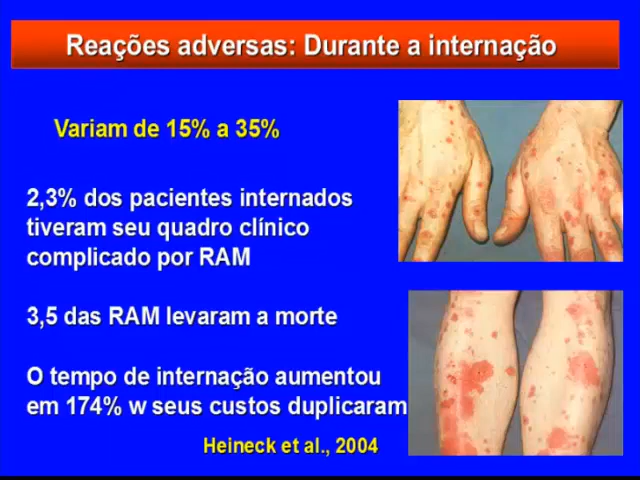 Reações adversas: Durante a internação
Variam de 15% a 35%
2,3% dos pacientes internados
tiveram seu quadro clínico
complicado por RAM
3,5 das RAM levaram a morte
O tempo de internação aumentou
em 174% w seus custos duplicaram
Heineck et al., 2004